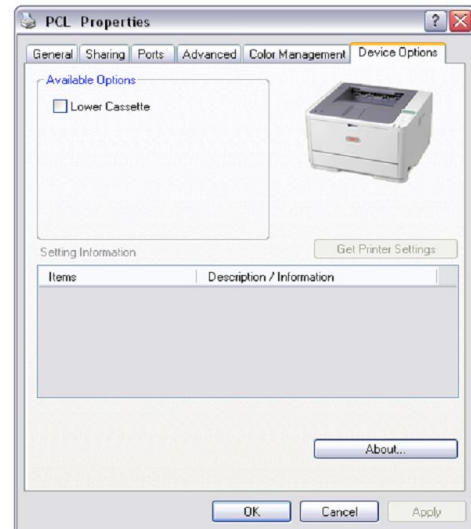 PCL Properties
General Sharing Ports Advanced Color Management Device Options
Available Options
Lower Cassette
Setting Information
Get Printer Settings
Items Description / Information
About...
OK Cancel Apply